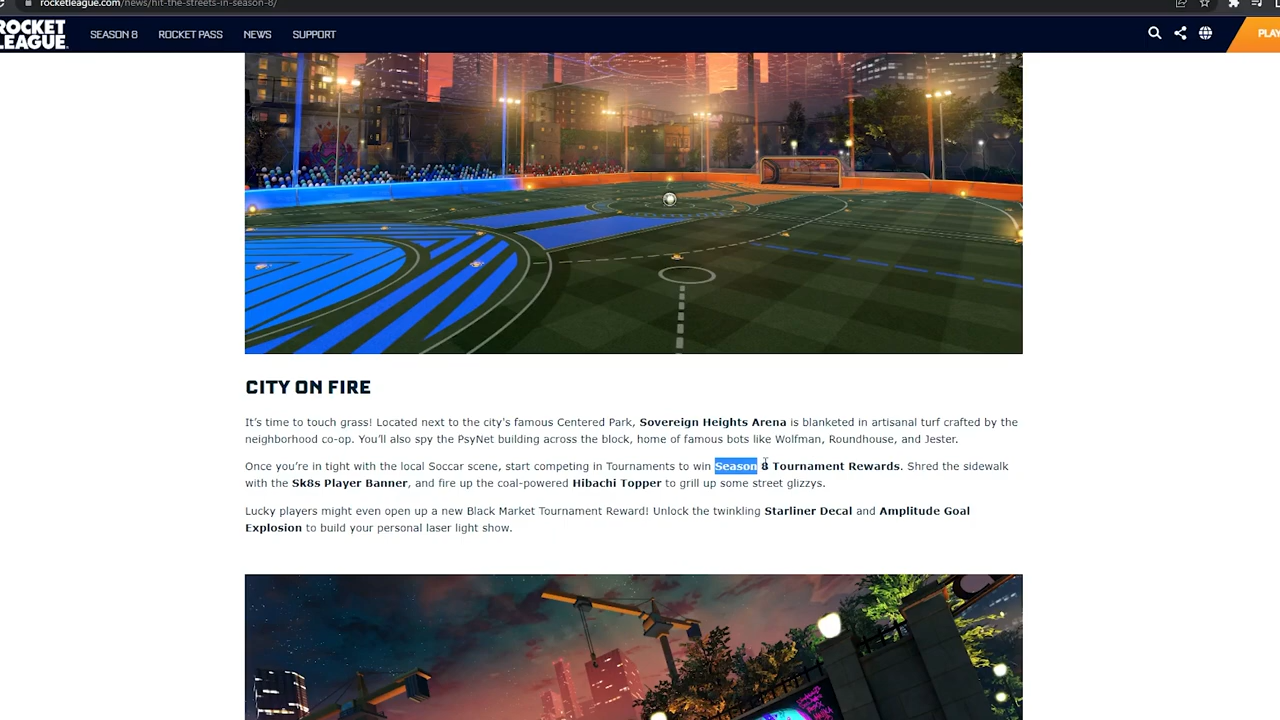 rocketleague.com/news/hit-the-streets-in-season-8/
ROCKET
LEAGUE
SEASON 8
ROCKET PASS
NEWS
SUPPORT
PLAY
CITY ON FIRE
It's time to touch grass! Located next to the city's famous Centered Park, Sovereign Heights Arena is blanketed in artisanal turf crafted by the
neighborhood co-op. You'll also spy the PsyNet building across the block, home of famous bots like Wolfman, Roundhouse, and Jester.
Once you're in tight with the local Soccar scene, start competing in Tournaments to win Season 8 Tournament Rewards. Shred the sidewalk
with the Sk8s Player Banner, and fire up the coal-powered Hibachi Topper to grill up some street glizzys.
Lucky players might even open up a new Black Market Tournament Reward! Unlock the twinkling Starliner Decal and Amplitude Goal
Explosion to build your personal laser light show.